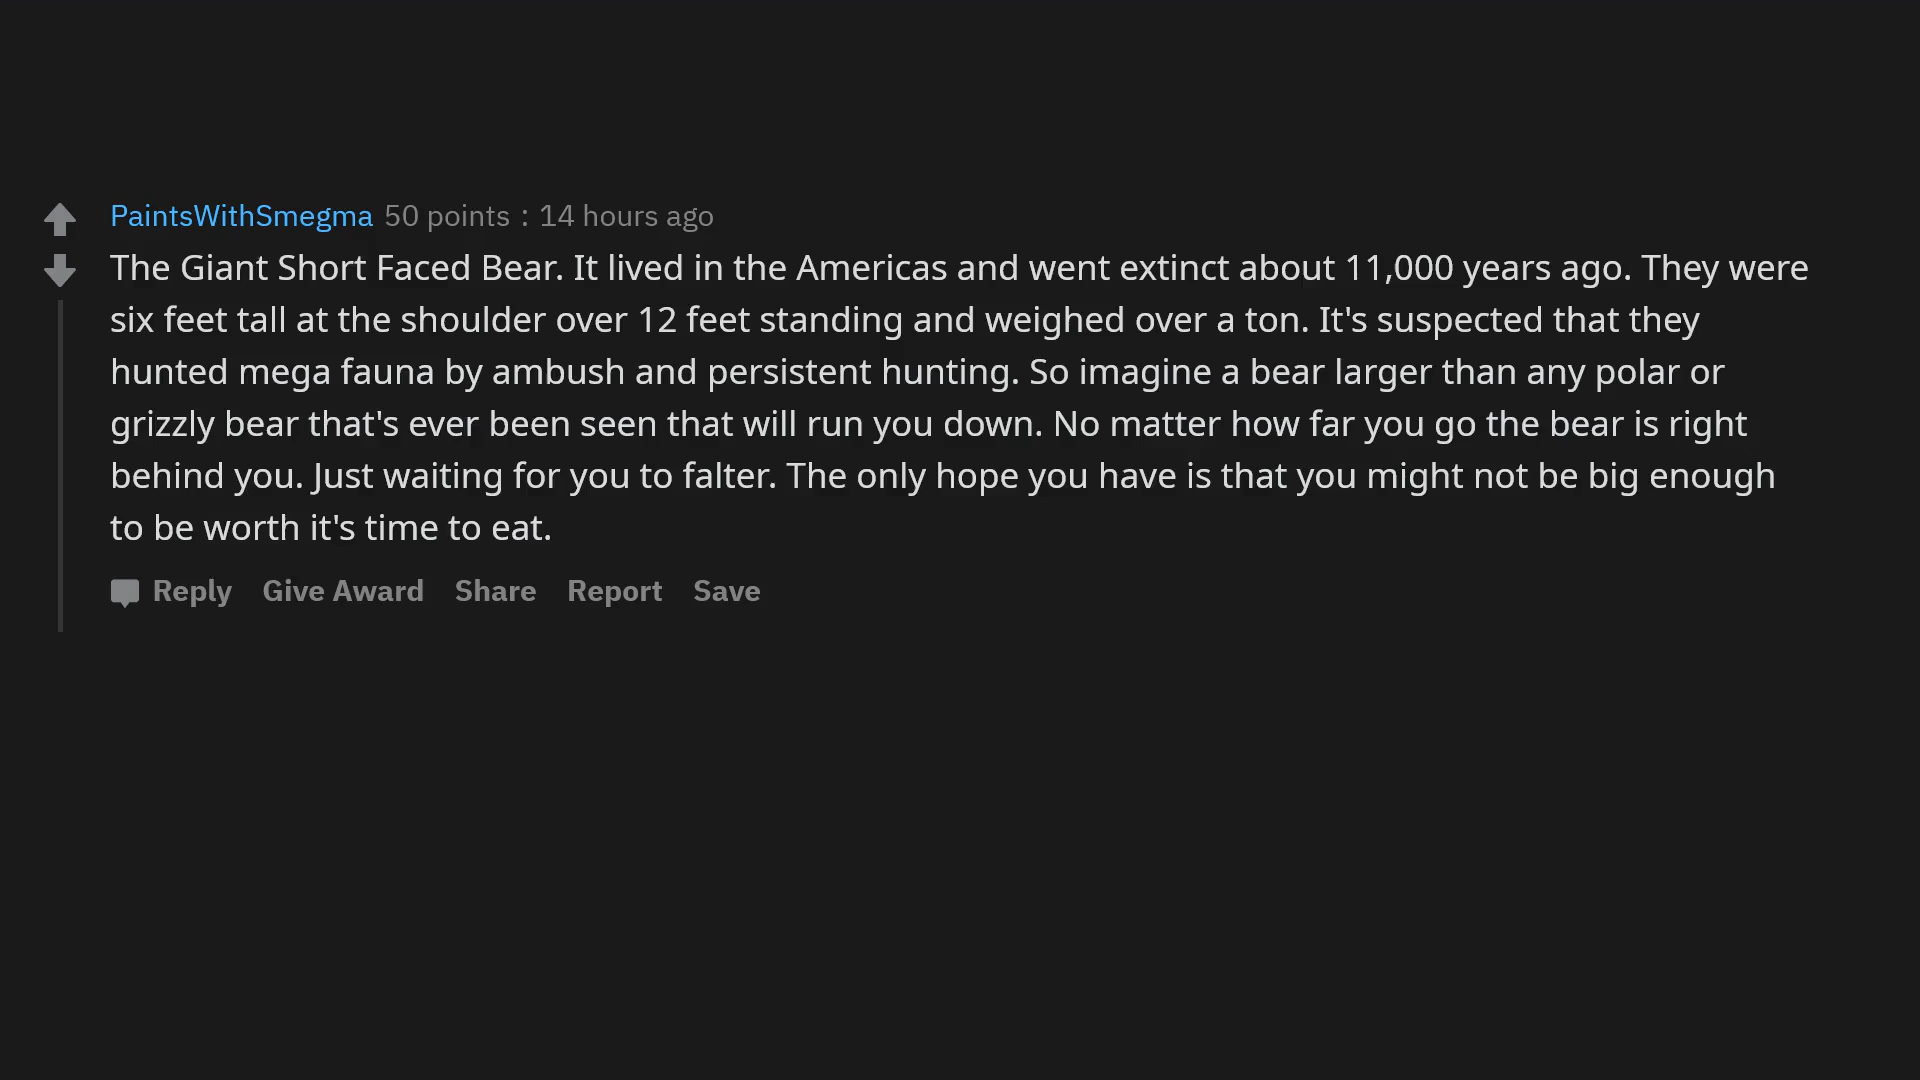 PaintsWithSmegma 50 points : 14 hours ago
The Giant Short Faced Bear. It lived in the Americas and went extinct about 11,000 years ago. They were
six feet tall at the shoulder over 12 feet standing and weighed over a ton. It's suspected that they
hunted mega fauna by ambush and persistent hunting. So imagine a bear larger than any polar or
grizzly bear that's ever been seen that will run you down. No matter how far you go the bear is right
behind you. Just waiting for you to falter. The only hope you have is that you might not be big enough
to be worth it's time to eat.
Reply Give Award Share Report Save